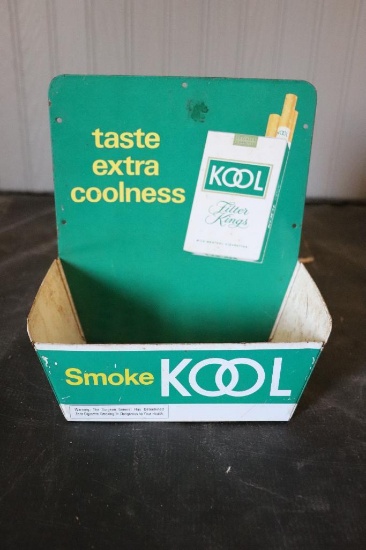 taste
extra
coolness
KOOL
Filter
Kings
Smoke KOOL
Warning: The Surgeon General Has Determined
That Cigarette Smoking Is Dangerous to Your Health.